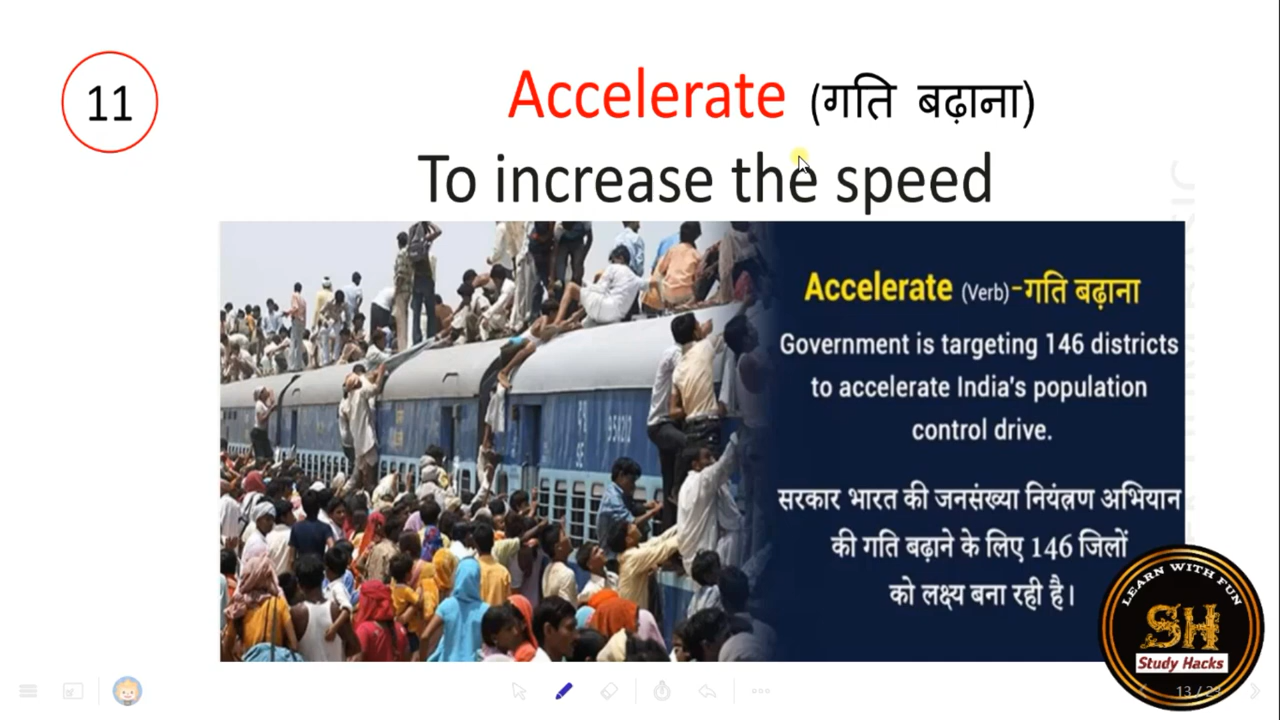 11
Accelerate (गति बढ़ाना)
To increase the speed
Accelerate (Verb)-गति बढ़ाना
Government is targeting 146 districts
to accelerate India's population
control drive.
सरकार भारत की जनसंख्या नियंत्रण अभियान
की गति बढ़ाने के लिए 146 जिलों
को लक्ष्य बना रही है।
LEARN WITH FUN
SH
Study Hacks